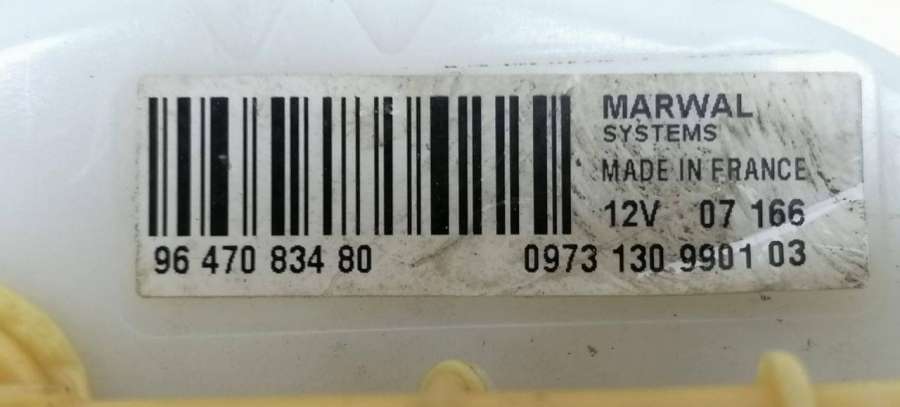 MARWAL
SYSTEMS
MADE IN FRANCE
12V 07 166
96 470 834 80 0973 130 9901 03